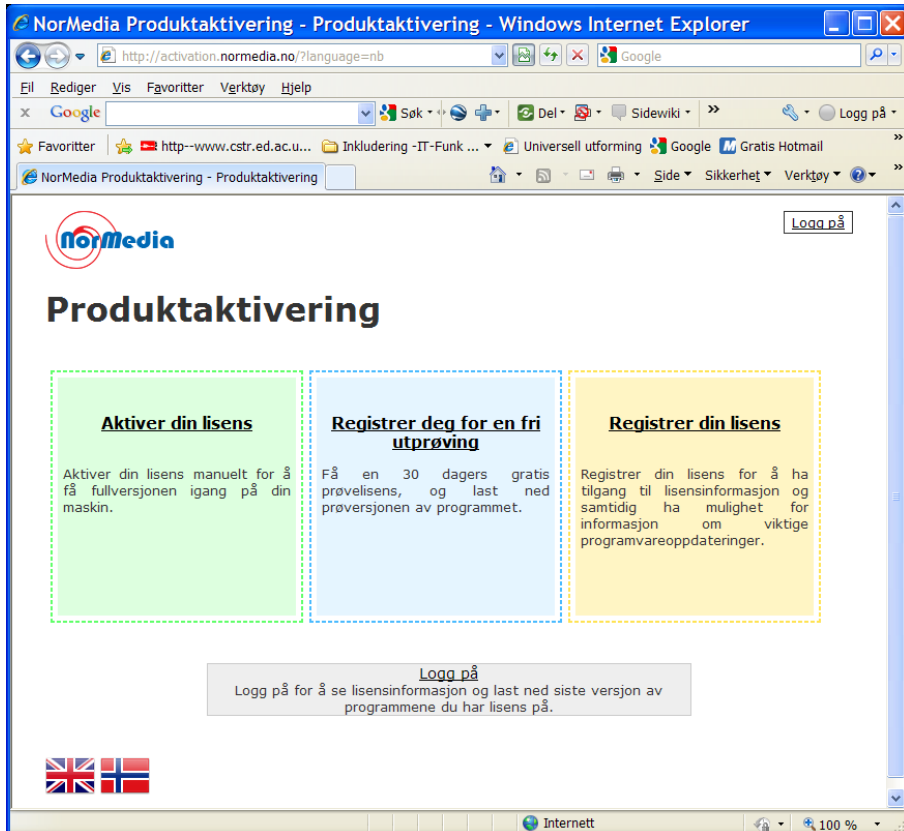 NorMedia Produktaktivering - Produktaktivering - Windows Internet Explorer
http://activation.normedia.no/?language=nb
Google
Fil Rediger Vis Favoritter Verktøy Hjelp
x Google Søk Del Sidewiki » Logg på
Favoritter http--www.cstr.ed.ac.u... Inkludering -IT-Funk ... Universell utforming Google Gratis Hotmail »
NorMedia Produktaktivering - Produktaktivering Side Sikkerhet Verktøy »
Logg på
NorMedia
Produktaktivering
Aktiver din lisens
Aktiver din lisens manuelt for å
få fullversjonen igang på din
maskin.
Registrer deg for en fri
utprøving
Få en 30 dagers gratis
prøvelisens, og last ned
prøversjonen av programmet.
Registrer din lisens
Registrer din lisens for å ha
tilgang til lisensinformasjon og
samtidig ha mulighet for
informasjon om viktige
programvareoppdateringer.
Logg på
Logg på for å se lisensinformasjon og last ned siste versjon av
programmene du har lisens på.
Internett 100 %